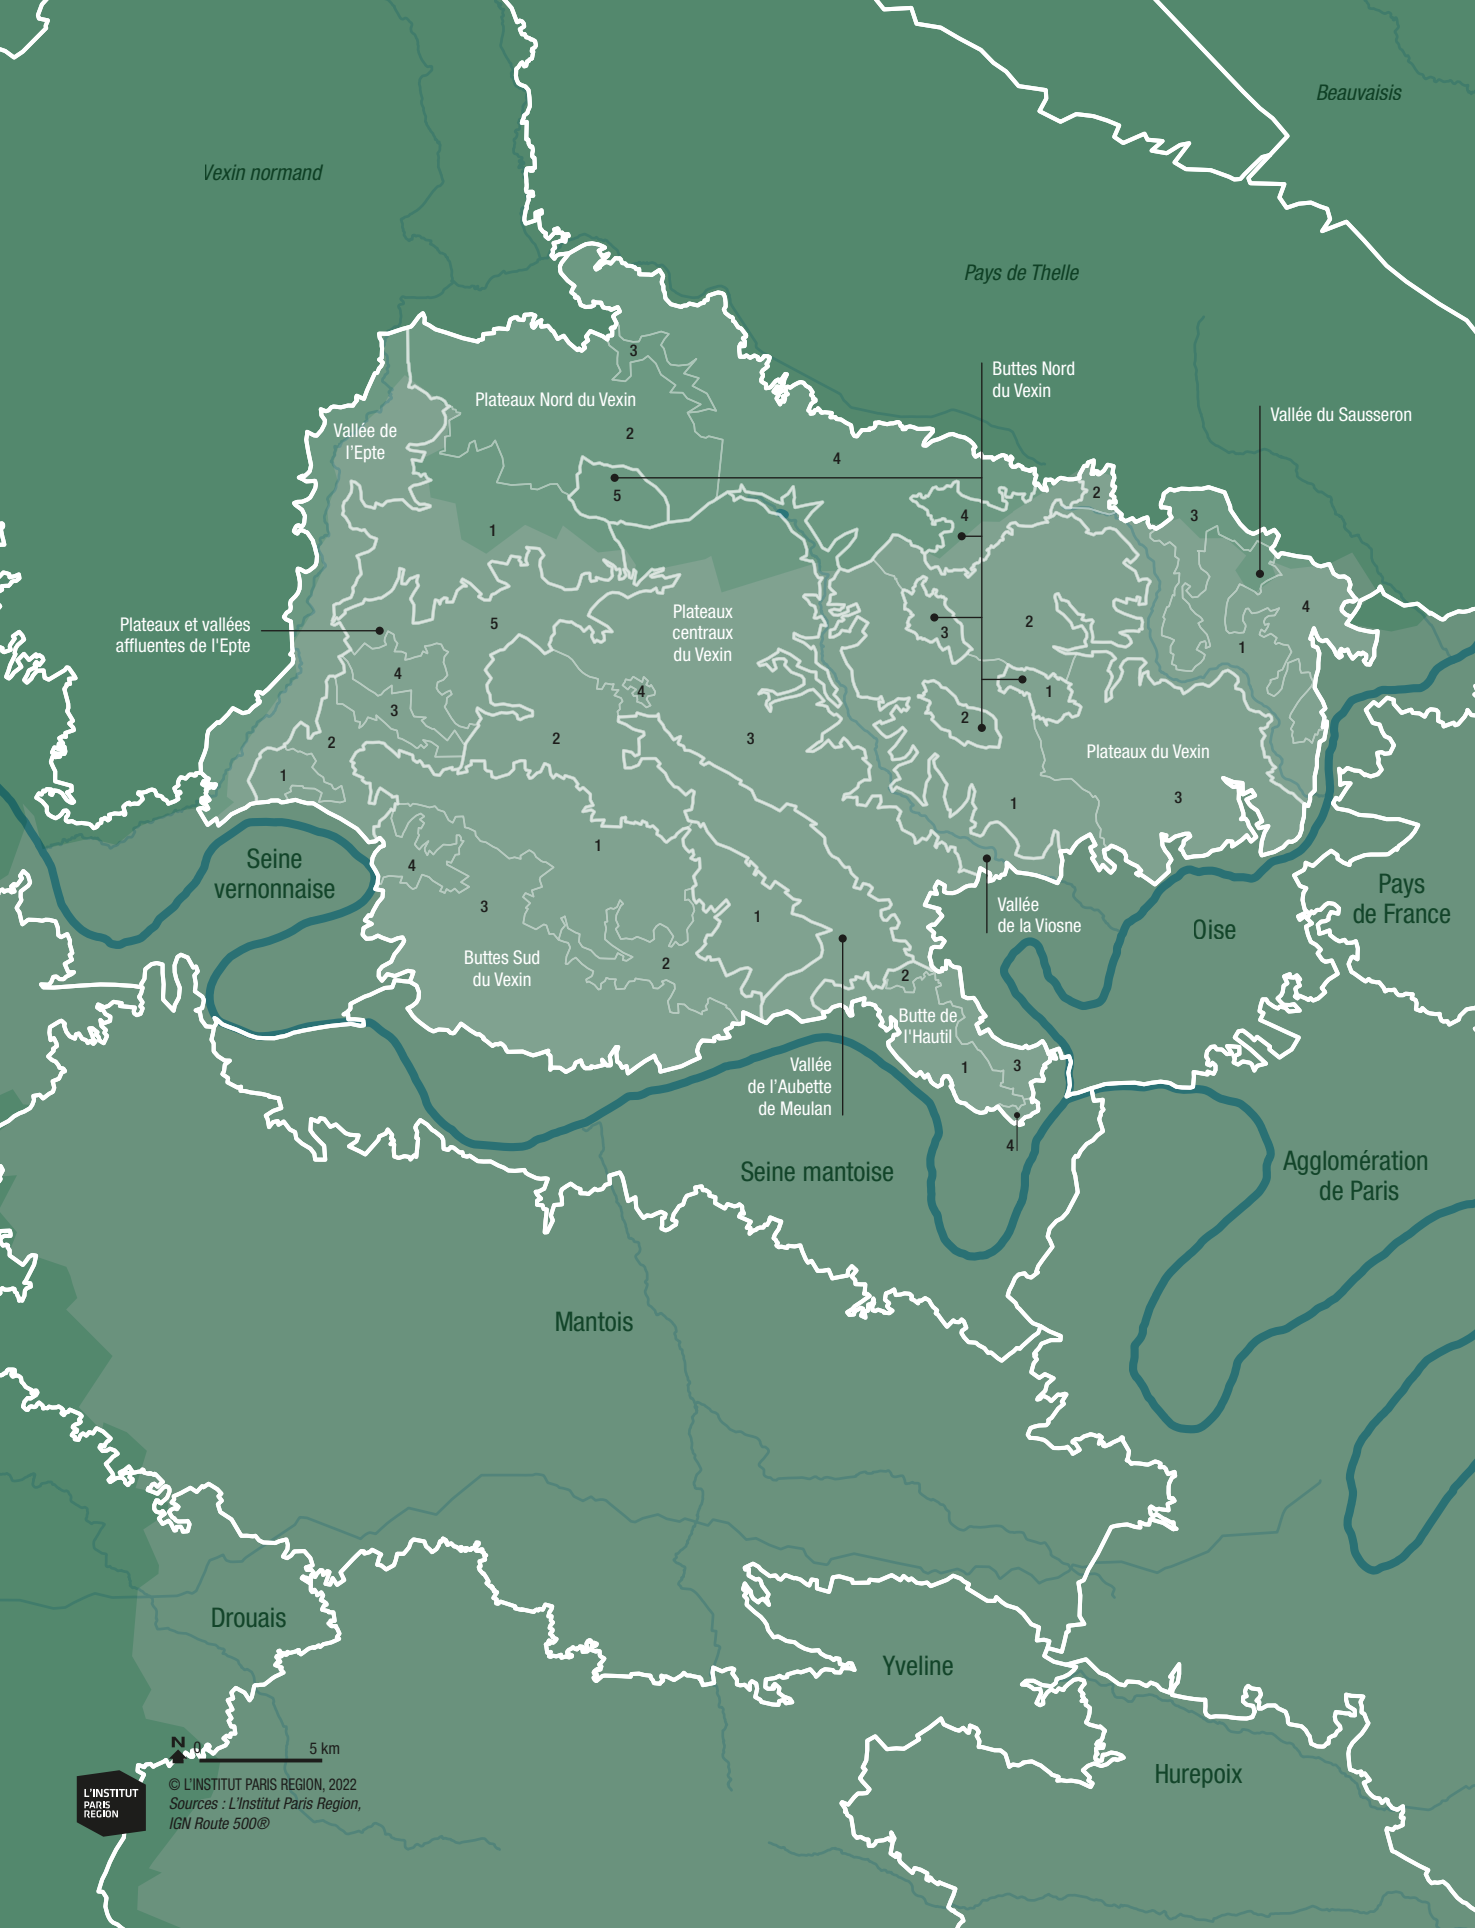 Beauvaisis
Vexin normand
Pays de Thelle
3
Buttes Nord
du Vexin
Plateaux Nord du Vexin
Vallée du Sausseron
Vallée de
l'Epte
2
4
5
2
4
3
1
Plateaux
centraux
du Vexin
4
Plateaux et vallées
affluentes de l'Epte
5
2
3
1
4
4
1
3
2
2
2
3
Plateaux du Vexin
1
1
3
1
Seine
vernonnaise
4
Pays
de France
3
1
Vallée
de la Viosne
Oise
Buttes Sud
du Vexin
2
2
Butte de
l'Hautil
1
3
Vallée
de l'Aubette
de Meulan
4
Seine mantoise
Agglomération
de Paris
Mantois
Drouais
Yveline
Hurepoix
N
0
5 km
L'INSTITUT
PARIS
REGION
© L'INSTITUT PARIS REGION, 2022
Sources : L'Institut Paris Region,
IGN Route 500®